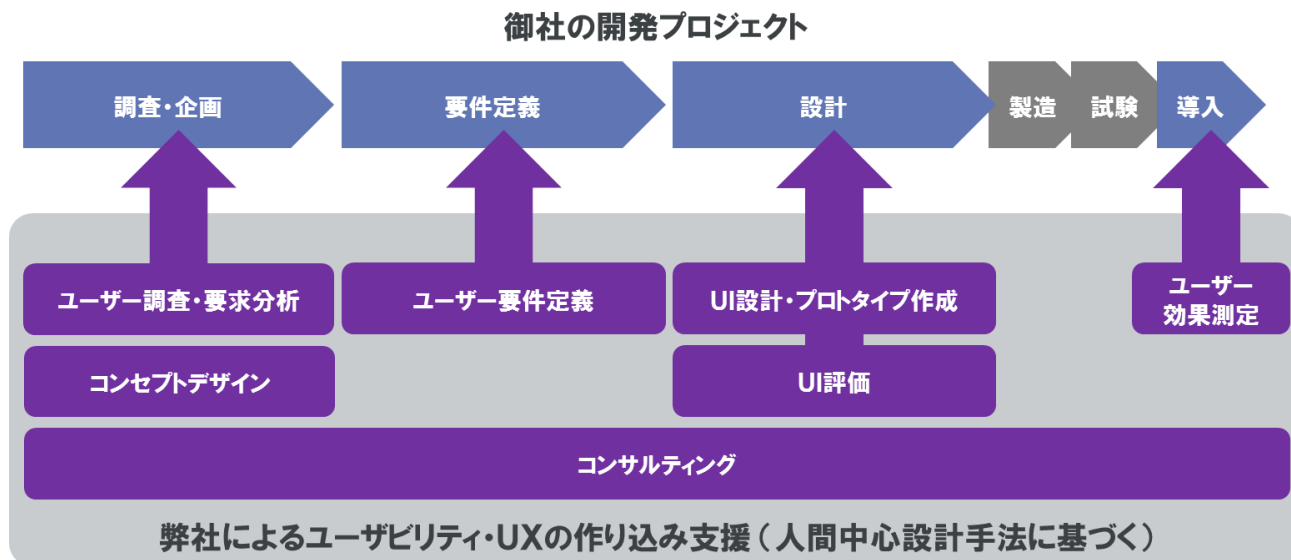 御社の開発プロジェクト
調査・企画
要件定義
設計
製造
試験
導入
ユーザー調査・要求分析
ユーザー要件定義
UI設計・プロトタイプ作成
ユーザー
効果測定
コンセプトデザイン
UI評価
コンサルティング
弊社によるユーザビリティ・UXの作り込み支援（人間中心設計手法に基づく）